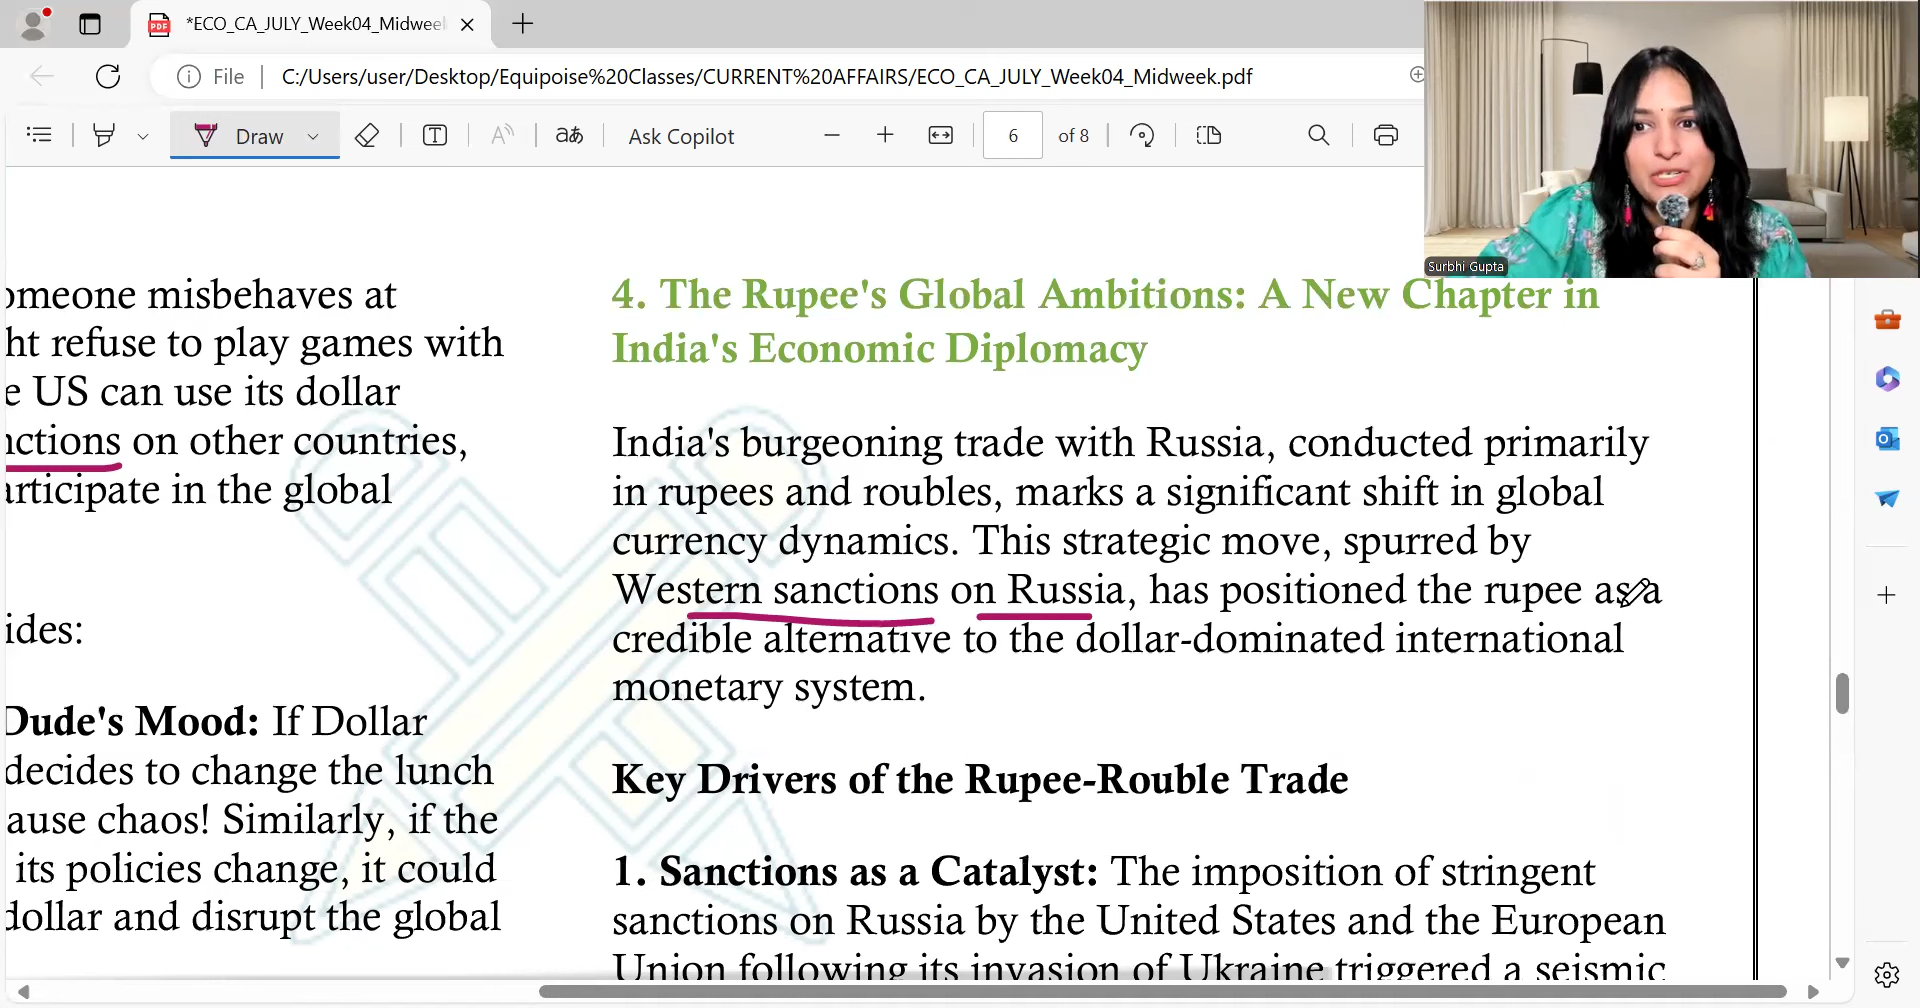 *ECO_CA_JULY_Week04_Midwee
File
C:/Users/user/Desktop/Equipoise%20Classes/CURRENT%20AFFAIRS/ECO_CA_JULY_Week04_Midweek.pdf
Draw
Ask Copilot
6
of 8
Surbhi Gupta
omeone misbehaves at
ht refuse to play games with
e US can use its dollar
nctions on other countries,
articipate in the global
ides:
Dude's Mood: If Dollar
decides to change the lunch
ause chaos! Similarly, if the
its policies change, it could
dollar and disrupt the global
4. The Rupee's Global Ambitions: A New Chapter in
India's Economic Diplomacy
India's burgeoning trade with Russia, conducted primarily
in rupees and roubles, marks a significant shift in global
currency dynamics. This strategic move, spurred by
Western sanctions on Russia, has positioned the rupee as a
credible alternative to the dollar-dominated international
monetary system.
Key Drivers of the Rupee-Rouble Trade
1. Sanctions as a Catalyst: The imposition of stringent
sanctions on Russia by the United States and the European
Union following its invasion of Ukraine triggered a seismic